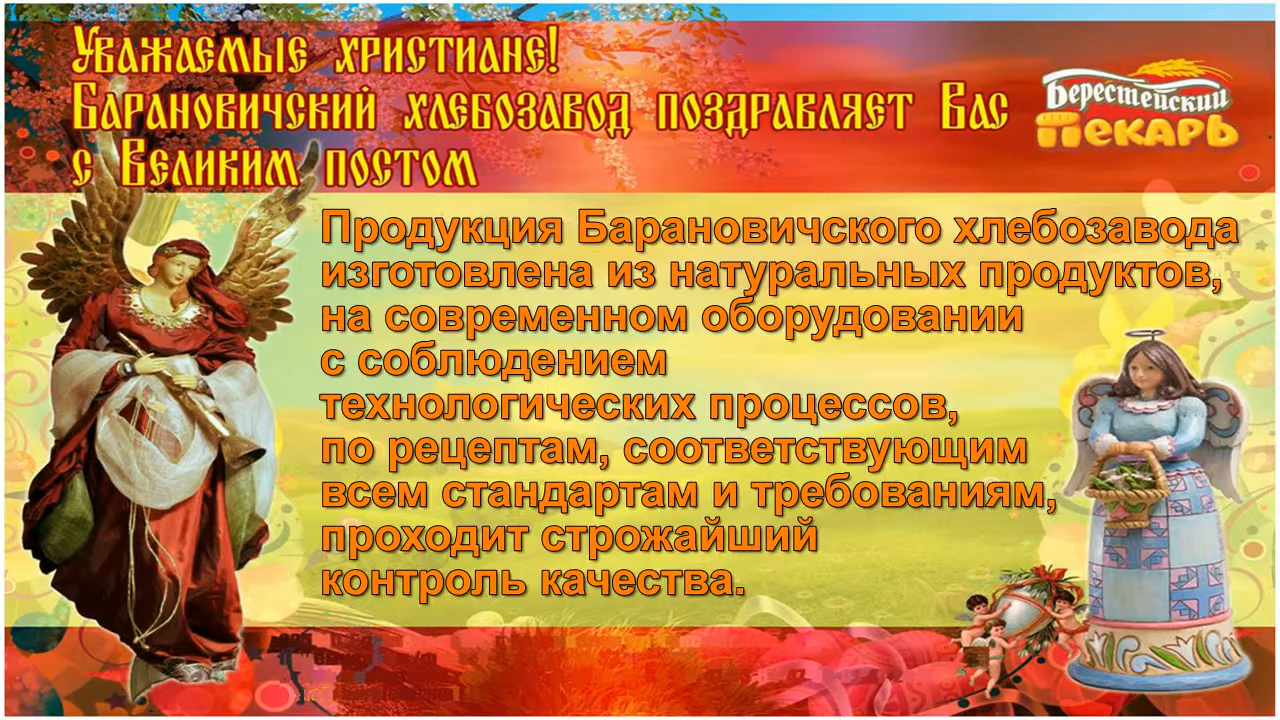 Уважаемые христиане!
Барановичский хлебозавод поздравляет Вас
с Великим постом
Берестейский
Пекарь
Продукция Барановичского хлебозавода
изготовлена из натуральных продуктов,
на современном оборудовании
с соблюдением
технологических процессов,
по рецептам, соответствующим
всем стандартам и требованиям,
проходит строжайший
контроль качества.